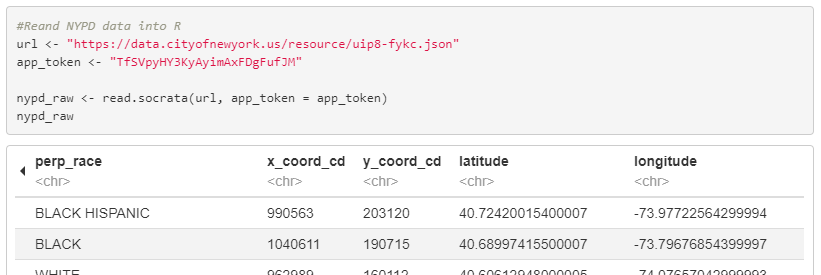 #Reand NYPD data into R
url <- "https://data.cityofnewyork.us/resource/uip8-fykc.json"
app_token <- "TfSVpyHY3KyAyimAxFDgFufJM"
nypd_raw <- read.socrata(url, app_token = app_token)
nypd_raw
perp_race x_coord_cd y_coord_cd latitude longitude
<chr> <chr> <chr> <chr> <chr>
BLACK HISPANIC 990563 203120 40.72420015400007 -73.97722564299994
BLACK 1040611 190715 40.68997415500007 -73.79676854399997
WHITE 962989 160112 40.60612948000005 -74.07657042999993